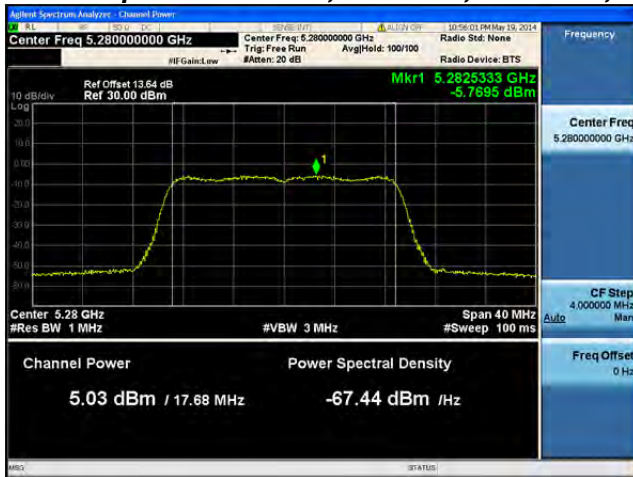 Agilent Spectrum Analyzer - Channel Power
RL RF 50 Ω DC SENSE:INT ALIGN OFF 10:56:01 PM May 19, 2014
Center Freq 5.280000000 GHz Center Freq: 5.280000000 GHz Radio Std: None
Trig: Free Run Avg|Hold: 100/100
#IFGain:Low #Atten: 20 dB Radio Device: BTS
Frequency
Mkr1 5.2825333 GHz
-5.7695 dBm
Ref Offset 13.64 dB
10 dB/div Ref 30.00 dBm
Log
20.0
10.0
0.00
-10.0
-20.0
-30.0
-40.0
-50.0
-60.0
1
Center Freq
5.280000000 GHz
Center 5.28 GHz Span 40 MHz
#Res BW 1 MHz #VBW 3 MHz #Sweep 100 ms
CF Step
4.000000 MHz
Auto Man
Channel Power Power Spectral Density
5.03 dBm / 17.68 MHz -67.44 dBm /Hz
Freq Offset
0 Hz
MSG STATUS